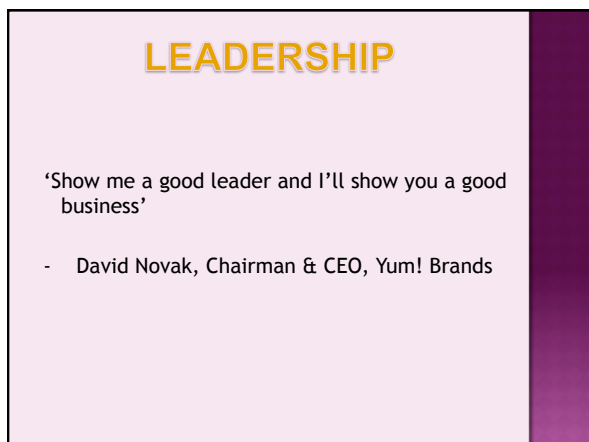 LEADERSHIP
‘Show me a good leader and I’ll show you a good
business’
- David Novak, Chairman & CEO, Yum! Brands